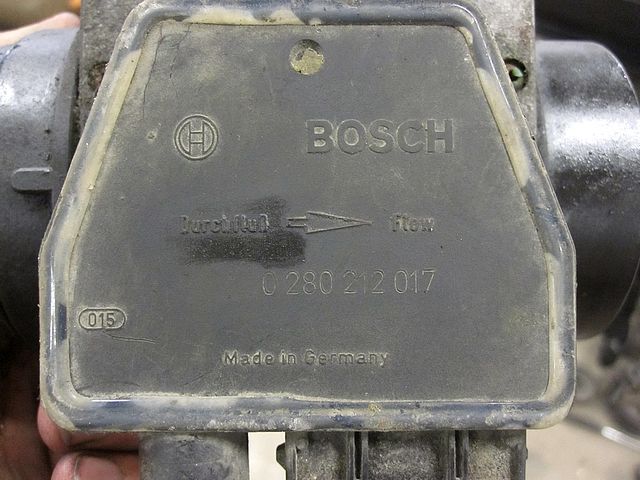 BOSCH
Durchfluß flow
0 280 212 017
015
Made in Germany